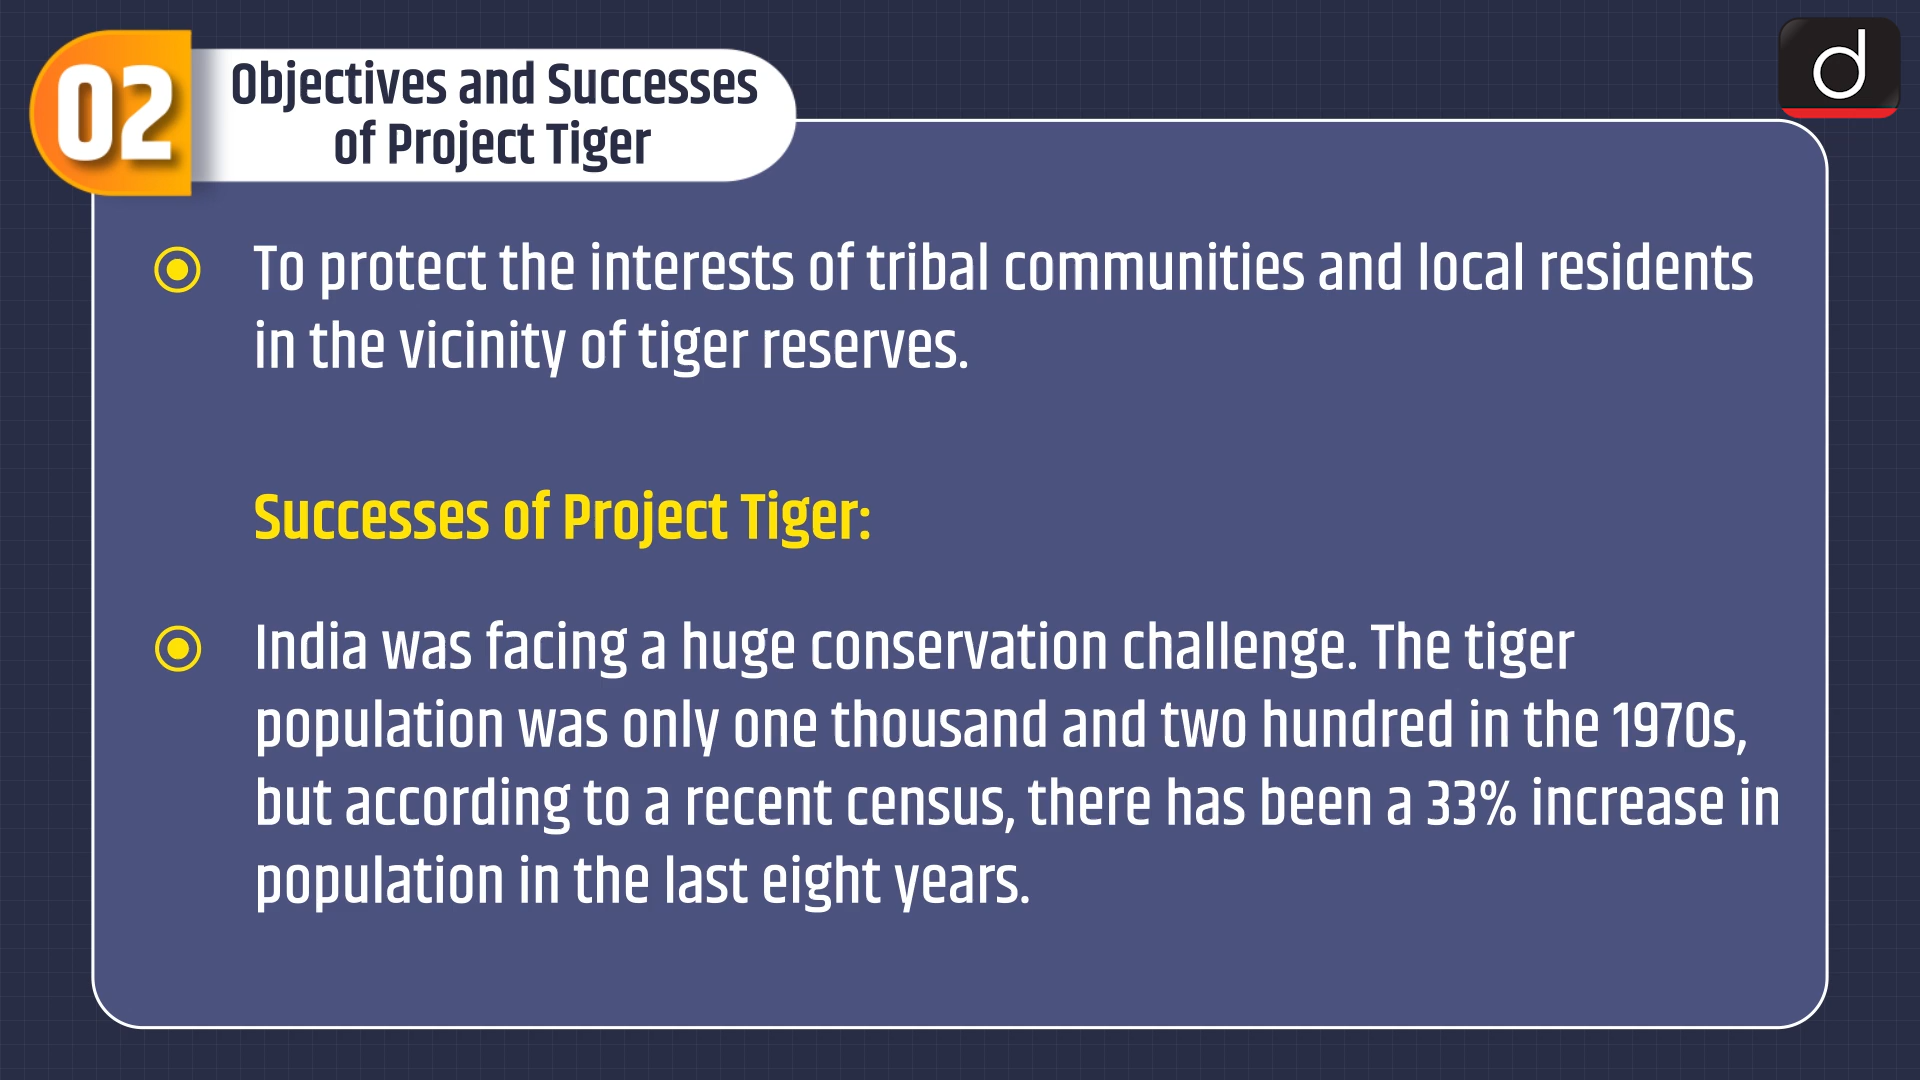 02
Objectives and Successes
of Project Tiger
d
To protect the interests of tribal communities and local residents
in the vicinity of tiger reserves.
Successes of Project Tiger:
India was facing a huge conservation challenge. The tiger
population was only one thousand and two hundred in the 1970s,
but according to a recent census, there has been a 33% increase in
population in the last eight years.